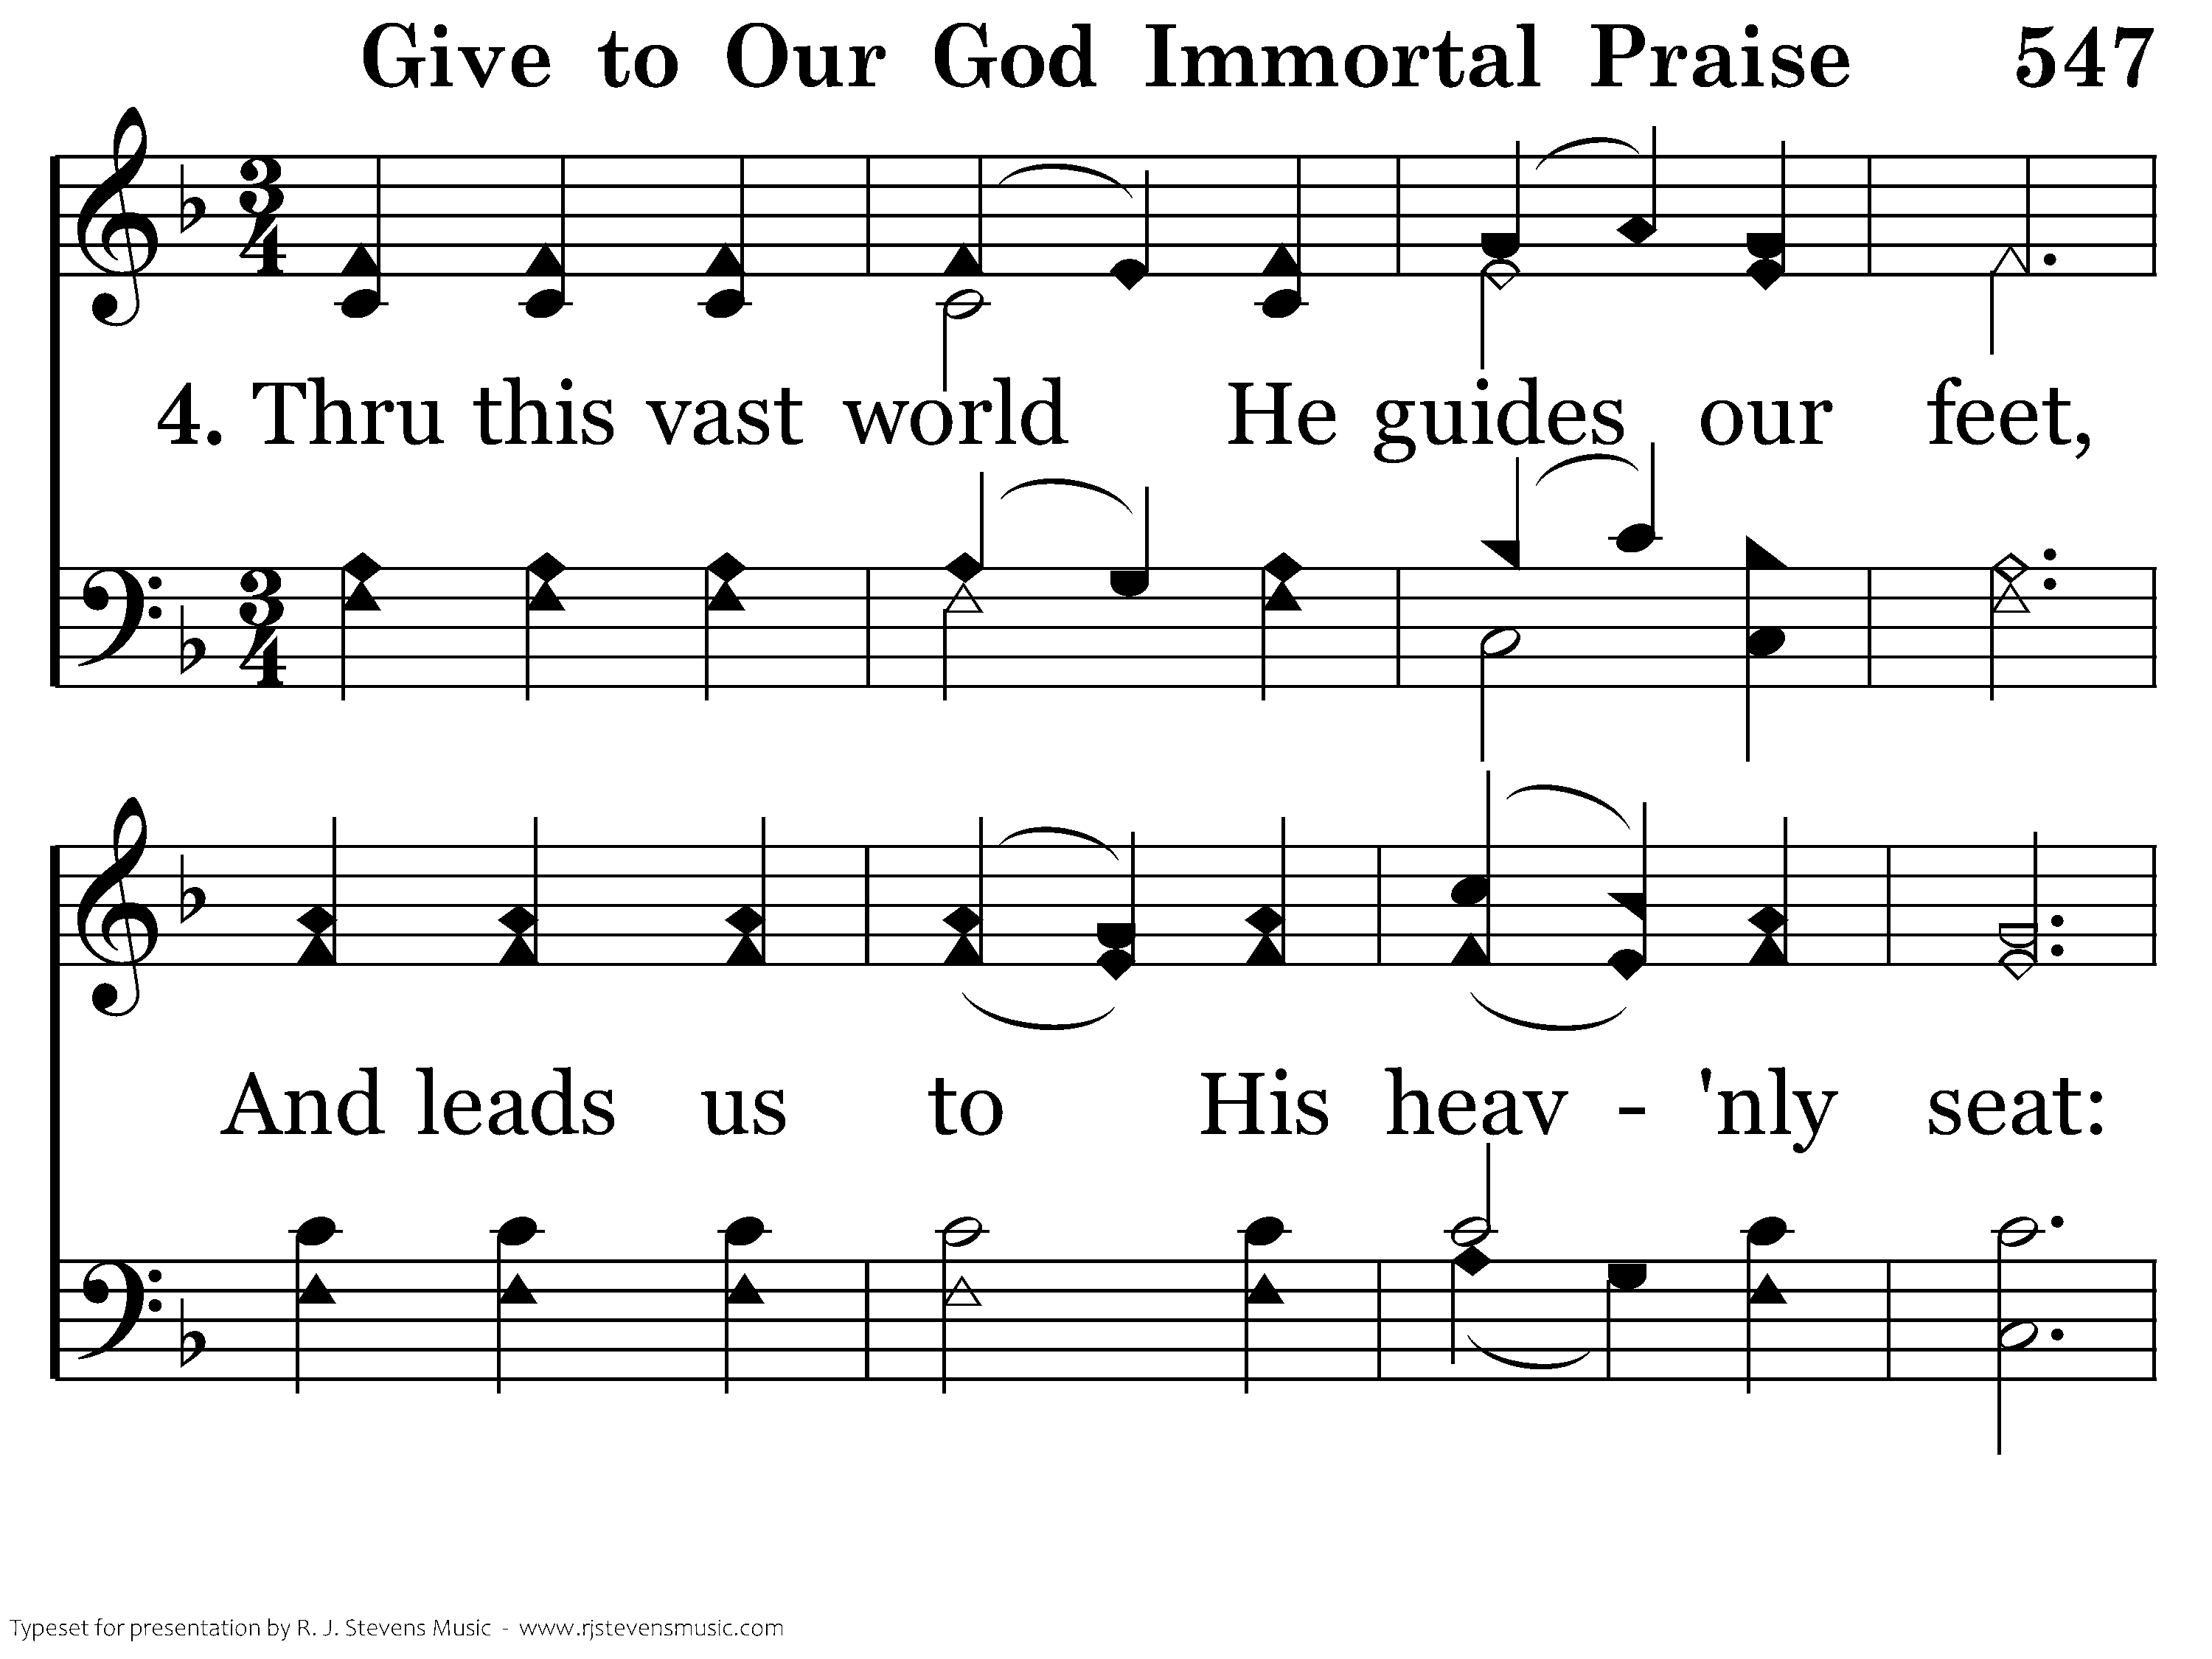 Give to Our God Immortal Praise 547
4. Thru this vast world He guides our feet,
And leads us to His heav - 'nly seat:
Typeset for presentation by R. J. Stevens Music - www.rjstevensmusic.com